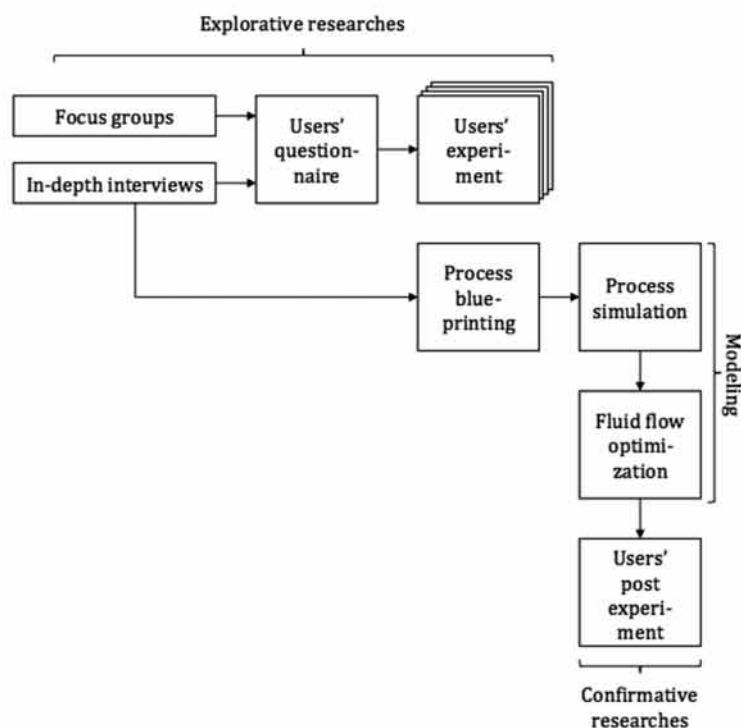 Explorative researches
Focus groups
In-depth interviews
Users'
question-
naire
Users'
experi-
ment
Process
blue-
printing
Process
simulation
Modeling
Fluid flow
optimi-
zation
Users'
post
experi-
ment
Confirmative
researches